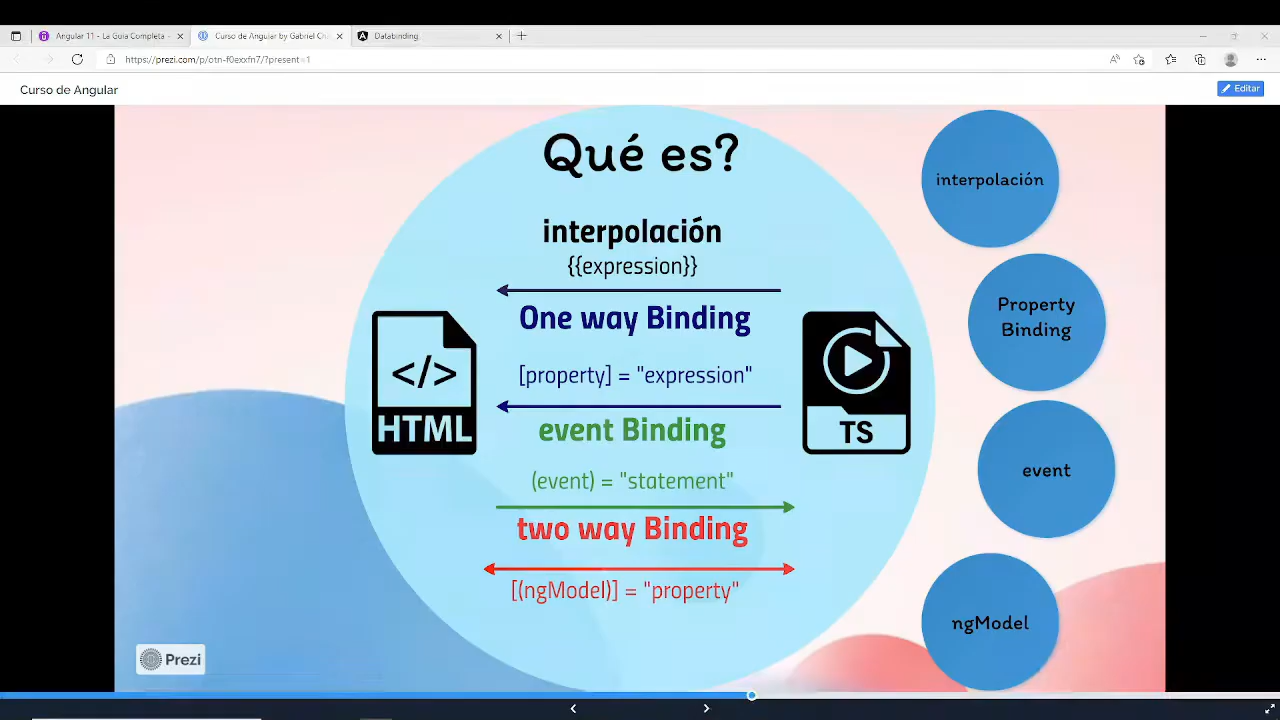 Angular 11 - La Guia Completa -
Curso de Angular by Gabriel Ch
Databinding
https://prezi.com/p/otn-f0exxfn7/?present=1
Curso de Angular
Editar
Qué es?
interpolación
{{expression}}
One way Binding
[property] = "expression"
event Binding
(event) = "statement"
two way Binding
[(ngModel)] = "property"
</>
HTML
TS
interpolación
Property
Binding
event
ngModel
Prezi